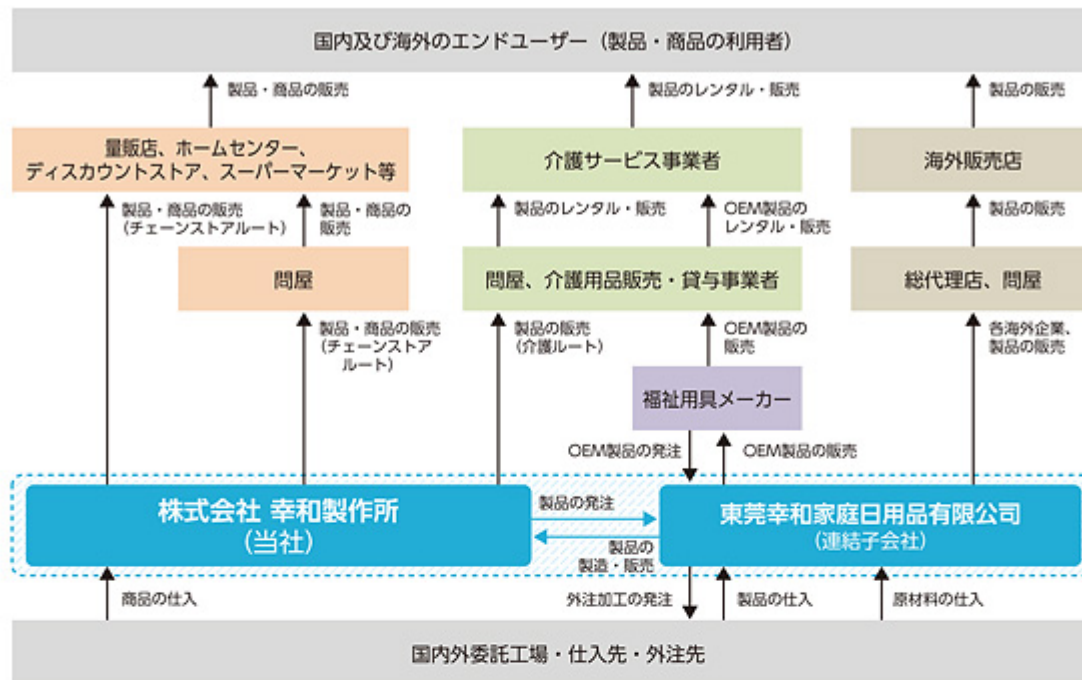 国内及び海外のエンドユーザー（製品・商品の利用者）
製品・商品の販売
製品のレンタル・販売
製品の販売
量販店、ホームセンター、
ディスカウントストア、スーパーマーケット等
介護サービス事業者
海外販売店
製品・商品の販売
（チェーンストアルート）
製品・商品の
販売
製品のレンタル・販売
OEM製品の
レンタル・販売
製品の販売
問屋
問屋、介護用品販売・貸与事業者
総代理店、問屋
製品・商品の販売
（チェーンストア
ルート）
製品の販売
（介護ルート）
OEM製品の
販売
各海外企業、
製品の販売
福祉用具メーカー
OEM製品の発注
OEM製品の販売
株式会社 幸和製作所
（当社）
製品の発注
製品の
製造・販売
東莞幸和家庭日用品有限公司
（連結子会社）
商品の仕入
外注加工の発注
製品の仕入
原材料の仕入
国内外委託工場・仕入先・外注先